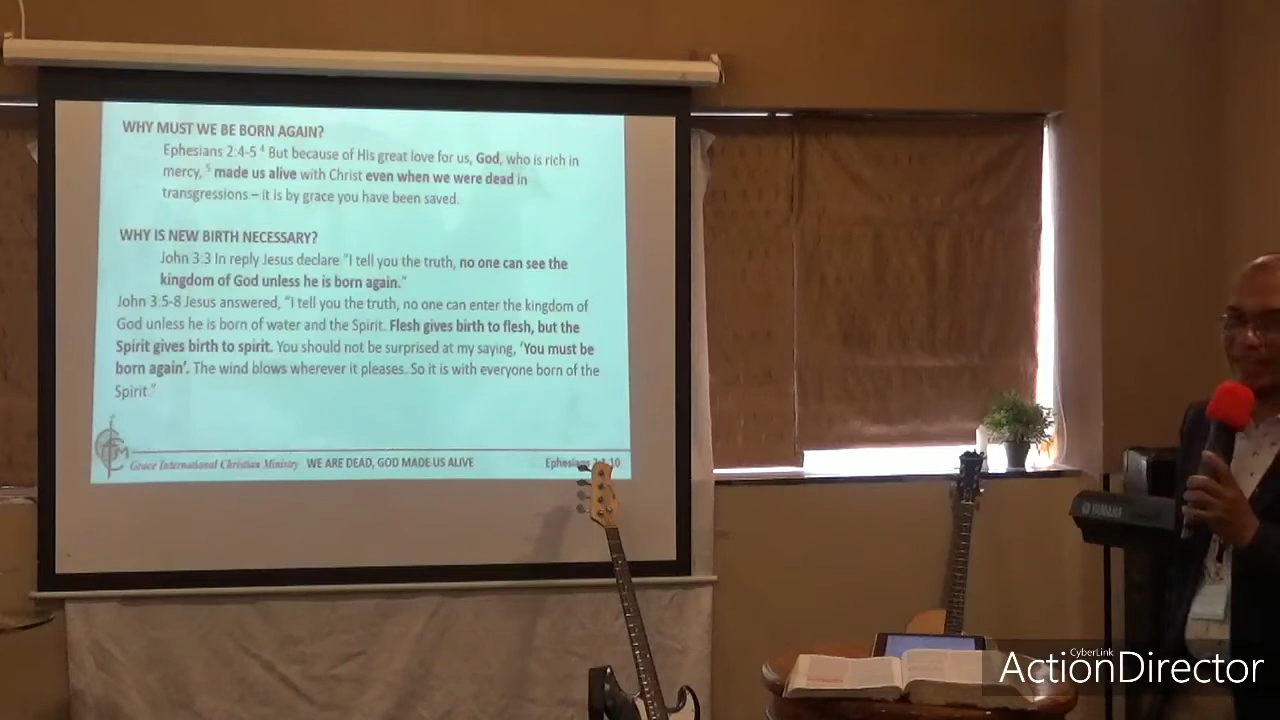 WHY MUST WE BE BORN AGAIN?
Ephesians 2:4-5 ⁴ But because of His great love for us, God, who is rich in
mercy, ⁵ made us alive with Christ even when we were dead in
transgressions – it is by grace you have been saved.
WHY IS NEW BIRTH NECESSARY?
John 3:3 In reply Jesus declare "I tell you the truth, no one can see the
kingdom of God unless he is born again."
John 3:5-8 Jesus answered, "I tell you the truth, no one can enter the kingdom of
God unless he is born of water and the Spirit. Flesh gives birth to flesh, but the
Spirit gives birth to spirit. You should not be surprised at my saying, 'You must be
born again'. The wind blows wherever it pleases. So it is with everyone born of the
Spirit."
Grace International Christian Ministry WE ARE DEAD, GOD MADE US ALIVE Ephesians
YAMAHA
CyberLink
ActionDirector